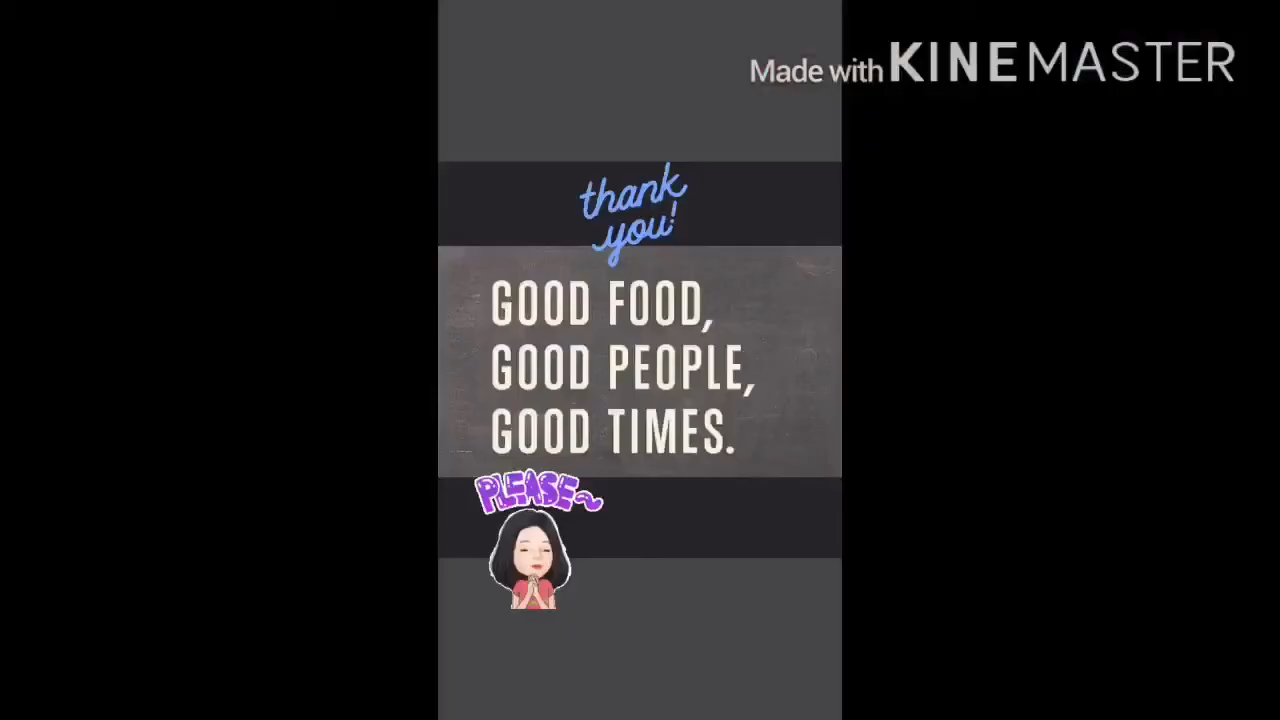 Made with KINEMASTER
thank
you!
GOOD FOOD,
GOOD PEOPLE,
GOOD TIMES.
PLEASE~